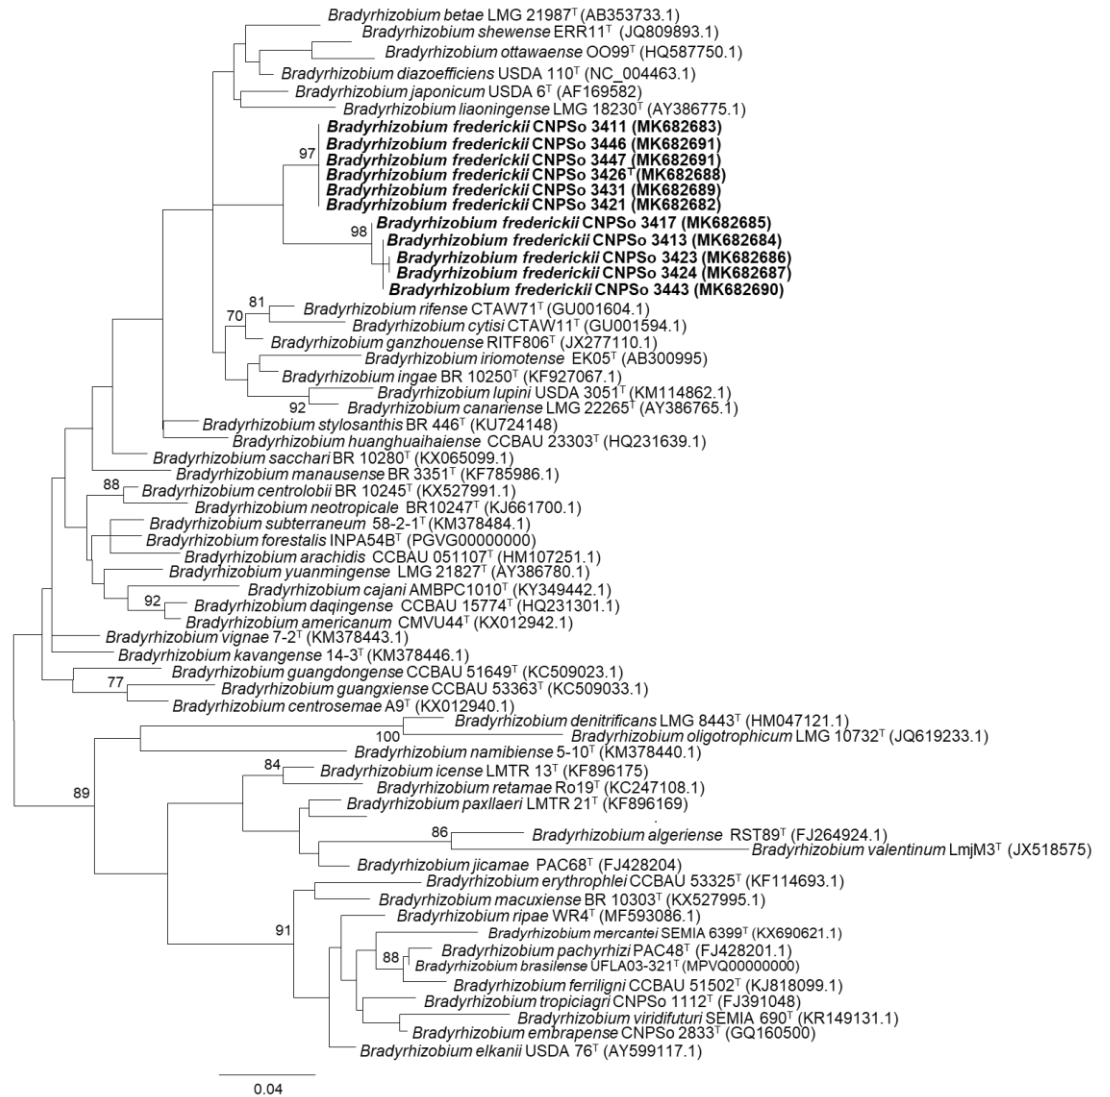 Bradyrhizobium betae LMG 21987ᵀ (AB353733.1)
Bradyrhizobium shewense ERR11ᵀ (JQ809893.1)
Bradyrhizobium ottawaense OO99ᵀ (HQ587750.1)
Bradyrhizobium diazoefficiens USDA 110ᵀ (NC_004463.1)
Bradyrhizobium japonicum USDA 6ᵀ (AF169582)
Bradyrhizobium liaoningense LMG 18230ᵀ (AY386775.1)
Bradyrhizobium frederickii CNPSo 3411 (MK682683)
Bradyrhizobium frederickii CNPSo 3446 (MK682691)
97
Bradyrhizobium frederickii CNPSo 3447 (MK682691)
Bradyrhizobium frederickii CNPSo 3426ᵀ (MK682688)
Bradyrhizobium frederickii CNPSo 3431 (MK682689)
Bradyrhizobium frederickii CNPSo 3421 (MK682682)
Bradyrhizobium frederickii CNPSo 3417 (MK682685)
98
Bradyrhizobium frederickii CNPSo 3413 (MK682684)
Bradyrhizobium frederickii CNPSo 3423 (MK682686)
Bradyrhizobium frederickii CNPSo 3424 (MK682687)
Bradyrhizobium frederickii CNPSo 3443 (MK682690)
81
Bradyrhizobium rifense CTAW71ᵀ (GU001604.1)
70
Bradyrhizobium cytisi CTAW11ᵀ (GU001594.1)
Bradyrhizobium ganzhouense RITF806ᵀ (JX277110.1)
Bradyrhizobium iriomotense EK05ᵀ (AB300995)
Bradyrhizobium ingae BR 10250ᵀ (KF927067.1)
Bradyrhizobium lupini USDA 3051ᵀ (KM114862.1)
92
Bradyrhizobium canariense LMG 22265ᵀ (AY386765.1)
Bradyrhizobium stylosanthis BR 446ᵀ (KU724148)
Bradyrhizobium huanghuaihaiense CCBAU 23303ᵀ (HQ231639.1)
Bradyrhizobium sacchari BR 10280ᵀ (KX065099.1)
Bradyrhizobium manausense BR 3351ᵀ (KF785986.1)
88
Bradyrhizobium centrolobii BR 10245ᵀ (KX527991.1)
Bradyrhizobium neotropicale BR10247ᵀ (KJ661700.1)
Bradyrhizobium subterraneum 58-2-1ᵀ (KM378484.1)
Bradyrhizobium forestalis INPA54Bᵀ (PGVG00000000)
Bradyrhizobium arachidis CCBAU 051107ᵀ (HM107251.1)
Bradyrhizobium yuanmingense LMG 21827ᵀ (AY386780.1)
Bradyrhizobium cajani AMBPC1010ᵀ (KY349442.1)
92
Bradyrhizobium daqingense CCBAU 15774ᵀ (HQ231301.1)
Bradyrhizobium americanum CMVU44ᵀ (KX012942.1)
Bradyrhizobium vignae 7-2ᵀ (KM378443.1)
Bradyrhizobium kavangense 14-3ᵀ (KM378446.1)
Bradyrhizobium guangdongense CCBAU 51649ᵀ (KC509023.1)
77
Bradyrhizobium guangxiense CCBAU 53363ᵀ (KC509033.1)
Bradyrhizobium centrosemae A9ᵀ (KX012940.1)
Bradyrhizobium denitrificans LMG 8443ᵀ (HM047121.1)
100
Bradyrhizobium oligotrophicum LMG 10732ᵀ (JQ619233.1)
Bradyrhizobium namibiense 5-10ᵀ (KM378440.1)
84
Bradyrhizobium icense LMTR 13ᵀ (KF896175)
Bradyrhizobium retamae Ro19ᵀ (KC247108.1)
89
Bradyrhizobium paxllaeri LMTR 21ᵀ (KF896169)
86
Bradyrhizobium algeriense RST89ᵀ (FJ264924.1)
Bradyrhizobium valentinum LmjM3ᵀ (JX518575)
Bradyrhizobium jicamae PAC68ᵀ (FJ428204)
Bradyrhizobium erythrophlei CCBAU 53325ᵀ (KF114693.1)
Bradyrhizobium macuxiense BR 10303ᵀ (KX527995.1)
Bradyrhizobium ripae WR4ᵀ (MF593086.1)
91
Bradyrhizobium mercantei SEMIA 6399ᵀ (KX690621.1)
Bradyrhizobium pachyrhizi PAC48ᵀ (FJ428201.1)
88
Bradyrhizobium brasilense UFLA03-321ᵀ (MPVQ00000000)
Bradyrhizobium ferriligni CCBAU 51502ᵀ (KJ818099.1)
Bradyrhizobium tropiciagri CNPSo 1112ᵀ (FJ391048)
Bradyrhizobium viridifuturi SEMIA 690ᵀ (KR149131.1)
Bradyrhizobium embrapense CNPSo 2833ᵀ (GQ160500)
Bradyrhizobium elkanii USDA 76ᵀ (AY599117.1)
0.04